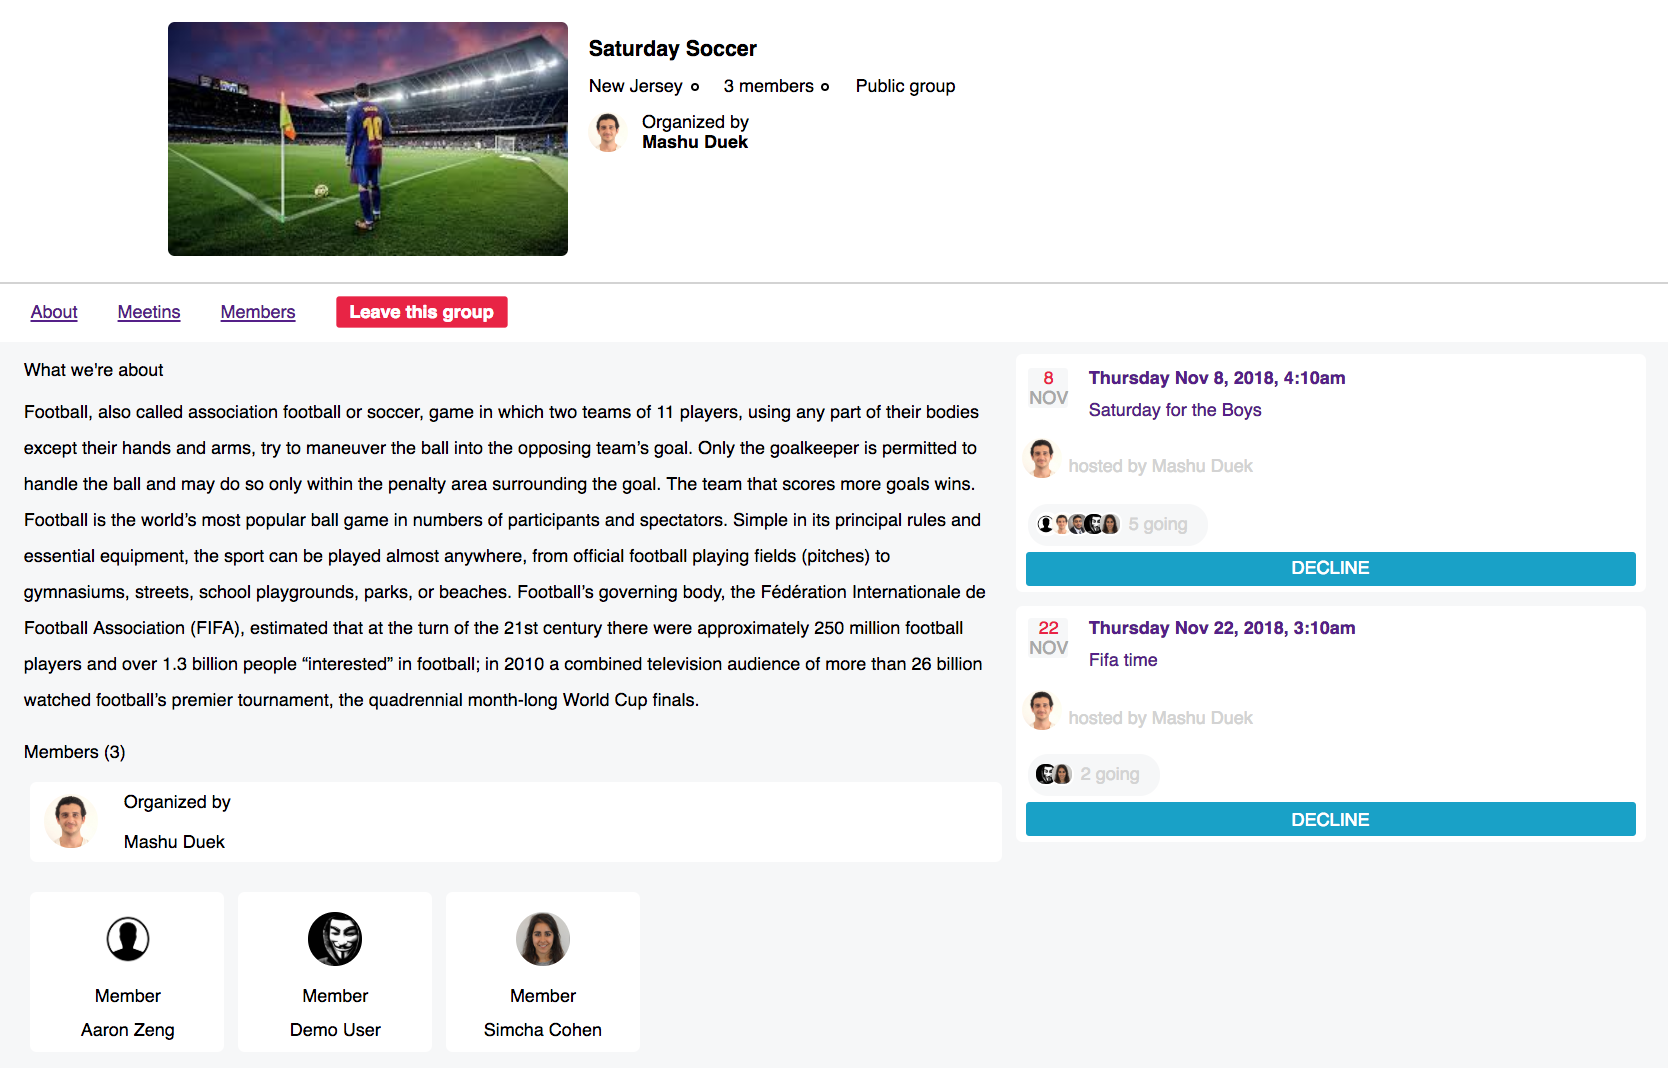 Saturday Soccer
New Jersey
3 members
Public group
Organized by
Mashu Duek
10
About
Meetins
Members
Leave this group
What we're about
Football, also called association football or soccer, game in which two teams of 11 players, using any part of their bodies
except their hands and arms, try to maneuver the ball into the opposing team’s goal. Only the goalkeeper is permitted to
handle the ball and may do so only within the penalty area surrounding the goal. The team that scores more goals wins.
Football is the world’s most popular ball game in numbers of participants and spectators. Simple in its principal rules and
essential equipment, the sport can be played almost anywhere, from official football playing fields (pitches) to
gymnasiums, streets, school playgrounds, parks, or beaches. Football’s governing body, the Fédération Internationale de
Football Association (FIFA), estimated that at the turn of the 21st century there were approximately 250 million football
players and over 1.3 billion people “interested” in football; in 2010 a combined television audience of more than 26 billion
watched football’s premier tournament, the quadrennial month-long World Cup finals.
Members (3)
Organized by
Mashu Duek
Member
Aaron Zeng
Member
Demo User
Member
Simcha Cohen
8
NOV
Thursday Nov 8, 2018, 4:10am
Saturday for the Boys
hosted by Mashu Duek
5 going
DECLINE
22
NOV
Thursday Nov 22, 2018, 3:10am
Fifa time
hosted by Mashu Duek
2 going
DECLINE